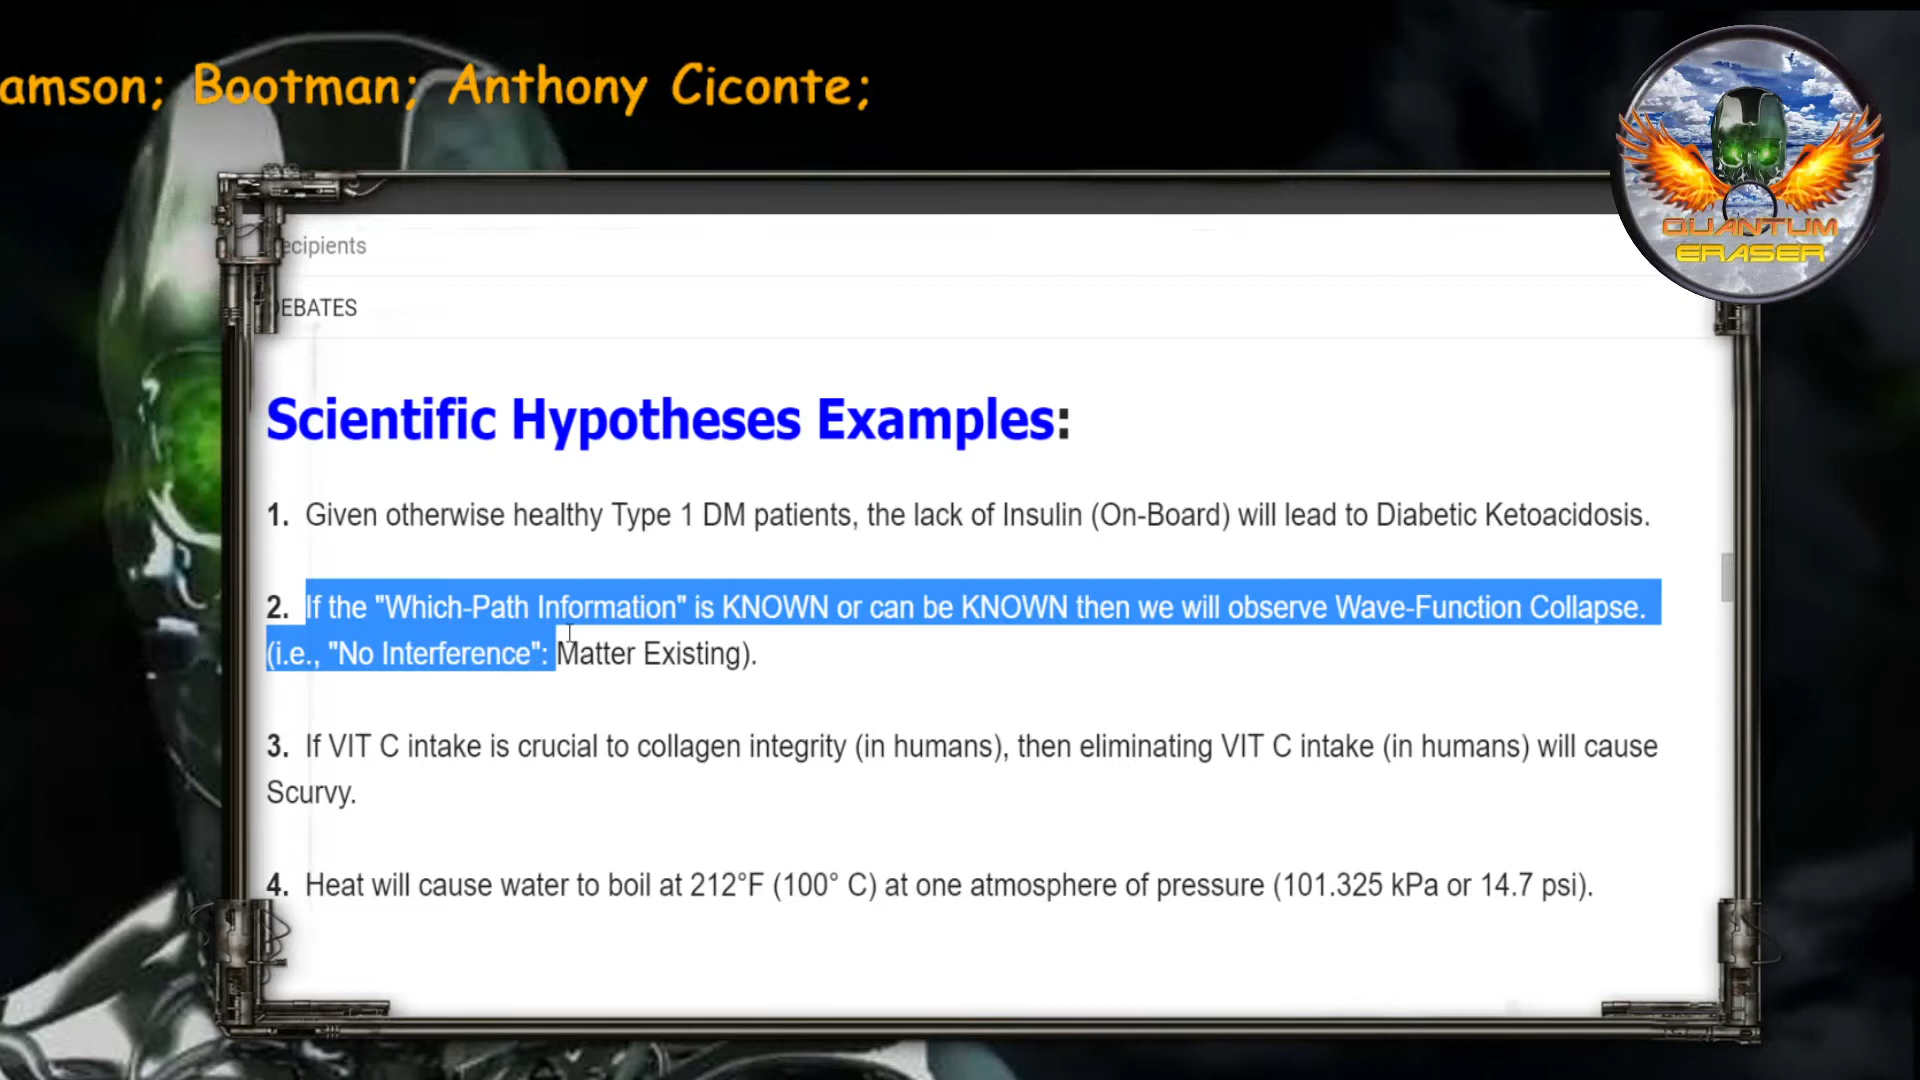 amson; Bootman; Anthony Ciconte;
QUANTUM
ERASER
ecipients
DEBATES
Scientific Hypotheses Examples:
1. Given otherwise healthy Type 1 DM patients, the lack of Insulin (On-Board) will lead to Diabetic Ketoacidosis.
2. If the "Which-Path Information" is KNOWN or can be KNOWN then we will observe Wave-Function Collapse.
(i.e., "No Interference": Matter Existing).
3. If VIT C intake is crucial to collagen integrity (in humans), then eliminating VIT C intake (in humans) will cause
Scurvy.
4. Heat will cause water to boil at 212°F (100° C) at one atmosphere of pressure (101.325 kPa or 14.7 psi).